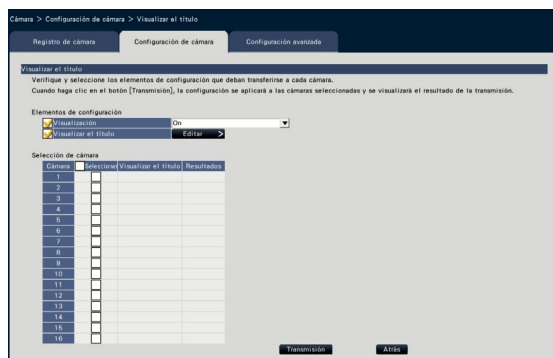 Cámara > Configuración de cámara > Visualizar el título
Registro de cámara Configuración de cámara Configuración avanzada
Visualizar el título
Verifique y seleccione los elementos de configuración que deban transferirse a cada cámara.
Cuando haga clic en el botón [Transmisión], la configuración se aplicará a las cámaras seleccionadas y se visualizará el resultado de la transmisión.
Elementos de configuración
Visualización On
Visualizar el título Editar >
Selección de cámara
Cámara Seleccionar Visualizar el título Resultados
1
2
3
4
5
6
7
8
9
10
11
12
13
14
15
16
Transmisión Atrás